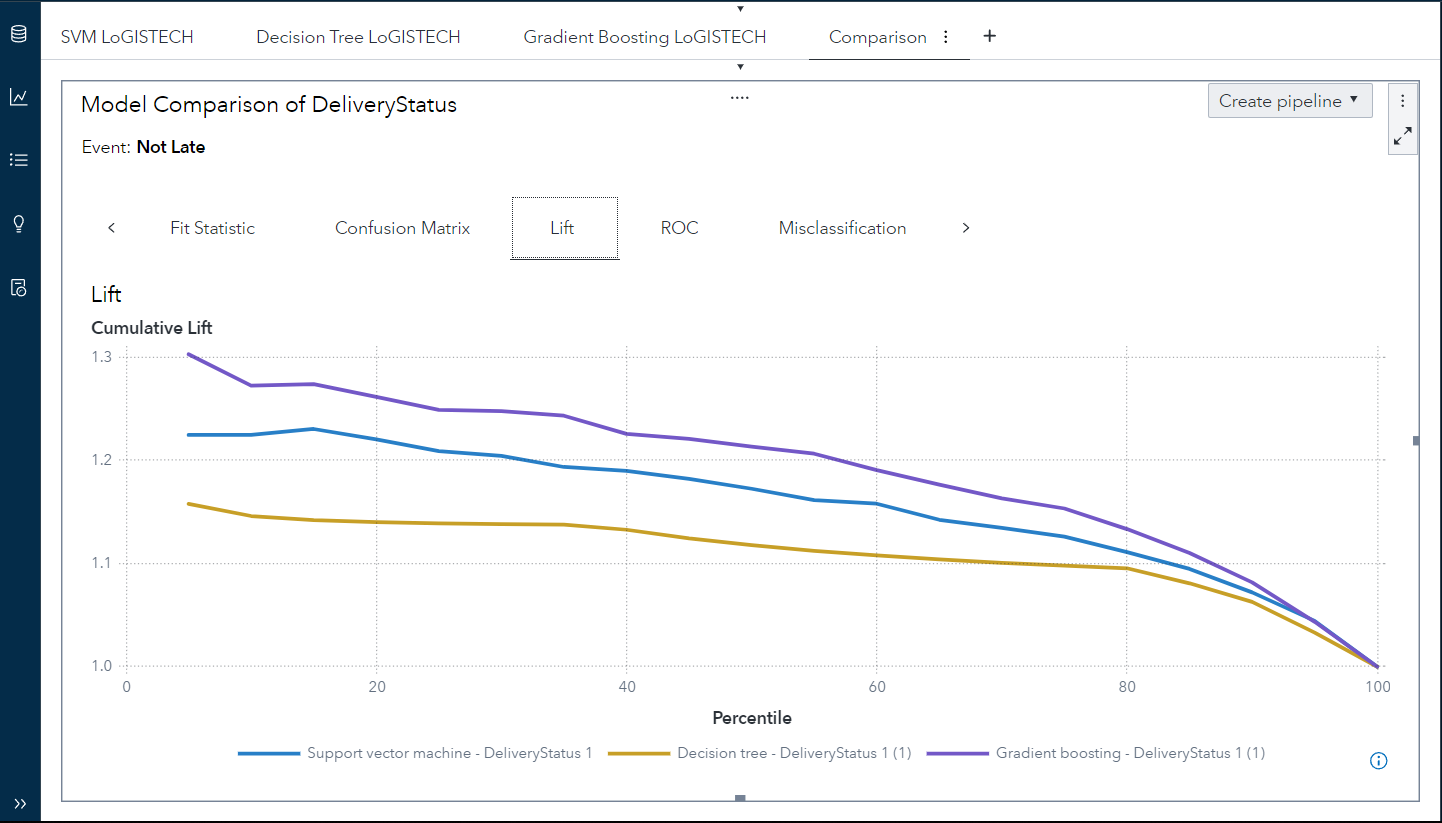 SVM LoGISTECH Decision Tree LoGISTECH Gradient Boosting LoGISTECH Comparison
Model Comparison of DeliveryStatus
Create pipeline
Event: Not Late
Fit Statistic Confusion Matrix Lift ROC Misclassification
Lift
Cumulative Lift
1.3
1.2
1.1
1.0
0 20 40 60 80 100
Percentile
Support vector machine - DeliveryStatus 1 Decision tree - DeliveryStatus 1 (1) Gradient boosting - DeliveryStatus 1 (1)